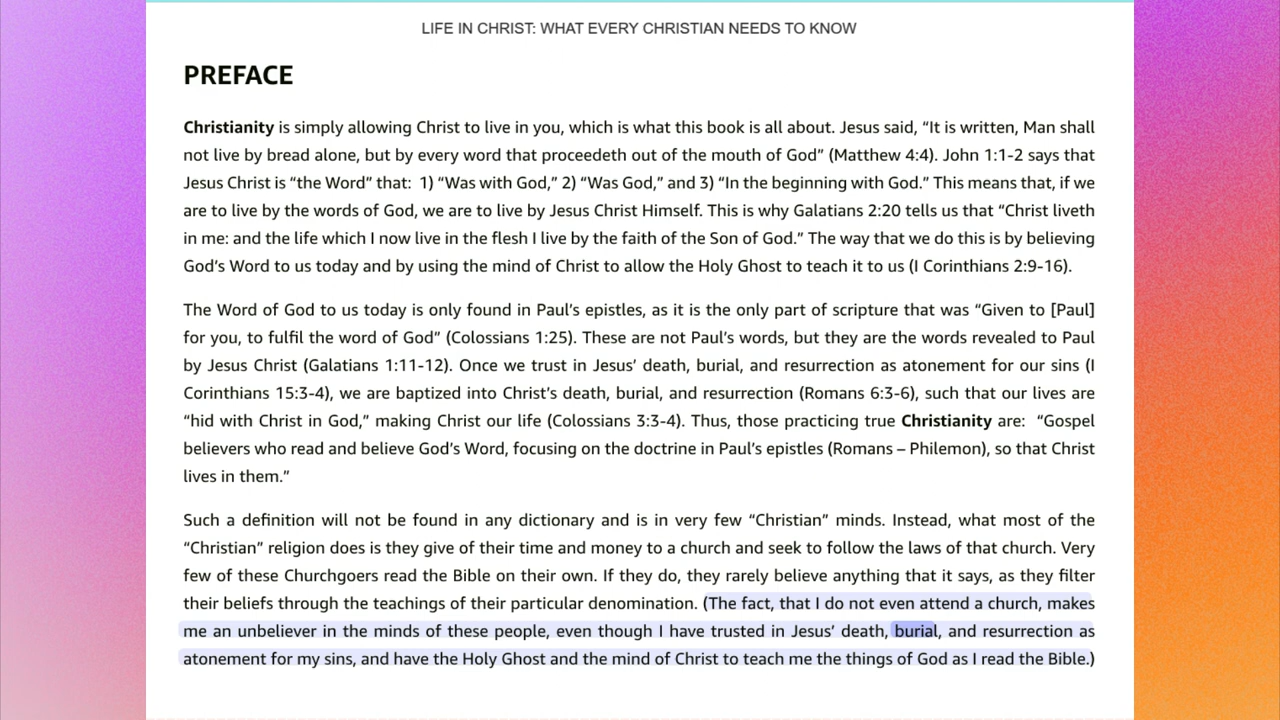 LIFE IN CHRIST: WHAT EVERY CHRISTIAN NEEDS TO KNOW
PREFACE
Christianity is simply allowing Christ to live in you, which is what this book is all about. Jesus said, “It is written, Man shall
not live by bread alone, but by every word that proceedeth out of the mouth of God” (Matthew 4:4). John 1:1-2 says that
Jesus Christ is “the Word” that: 1) “Was with God,” 2) “Was God,” and 3) “In the beginning with God.” This means that, if we
are to live by the words of God, we are to live by Jesus Christ Himself. This is why Galatians 2:20 tells us that “Christ liveth
in me: and the life which I now live in the flesh I live by the faith of the Son of God.” The way that we do this is by believing
God’s Word to us today and by using the mind of Christ to allow the Holy Ghost to teach it to us (I Corinthians 2:9-16).
The Word of God to us today is only found in Paul’s epistles, as it is the only part of scripture that was “Given to [Paul]
for you, to fulfil the word of God” (Colossians 1:25). These are not Paul’s words, but they are the words revealed to Paul
by Jesus Christ (Galatians 1:11-12). Once we trust in Jesus’ death, burial, and resurrection as atonement for our sins (I
Corinthians 15:3-4), we are baptized into Christ’s death, burial, and resurrection (Romans 6:3-6), such that our lives are
“hid with Christ in God,” making Christ our life (Colossians 3:3-4). Thus, those practicing true Christianity are: “Gospel
believers who read and believe God’s Word, focusing on the doctrine in Paul’s epistles (Romans – Philemon), so that Christ
lives in them.”
Such a definition will not be found in any dictionary and is in very few “Christian” minds. Instead, what most of the
“Christian” religion does is they give of their time and money to a church and seek to follow the laws of that church. Very
few of these Churchgoers read the Bible on their own. If they do, they rarely believe anything that it says, as they filter
their beliefs through the teachings of their particular denomination. (The fact, that I do not even attend a church, makes
me an unbeliever in the minds of these people, even though I have trusted in Jesus’ death, burial, and resurrection as
atonement for my sins, and have the Holy Ghost and the mind of Christ to teach me the things of God as I read the Bible.)